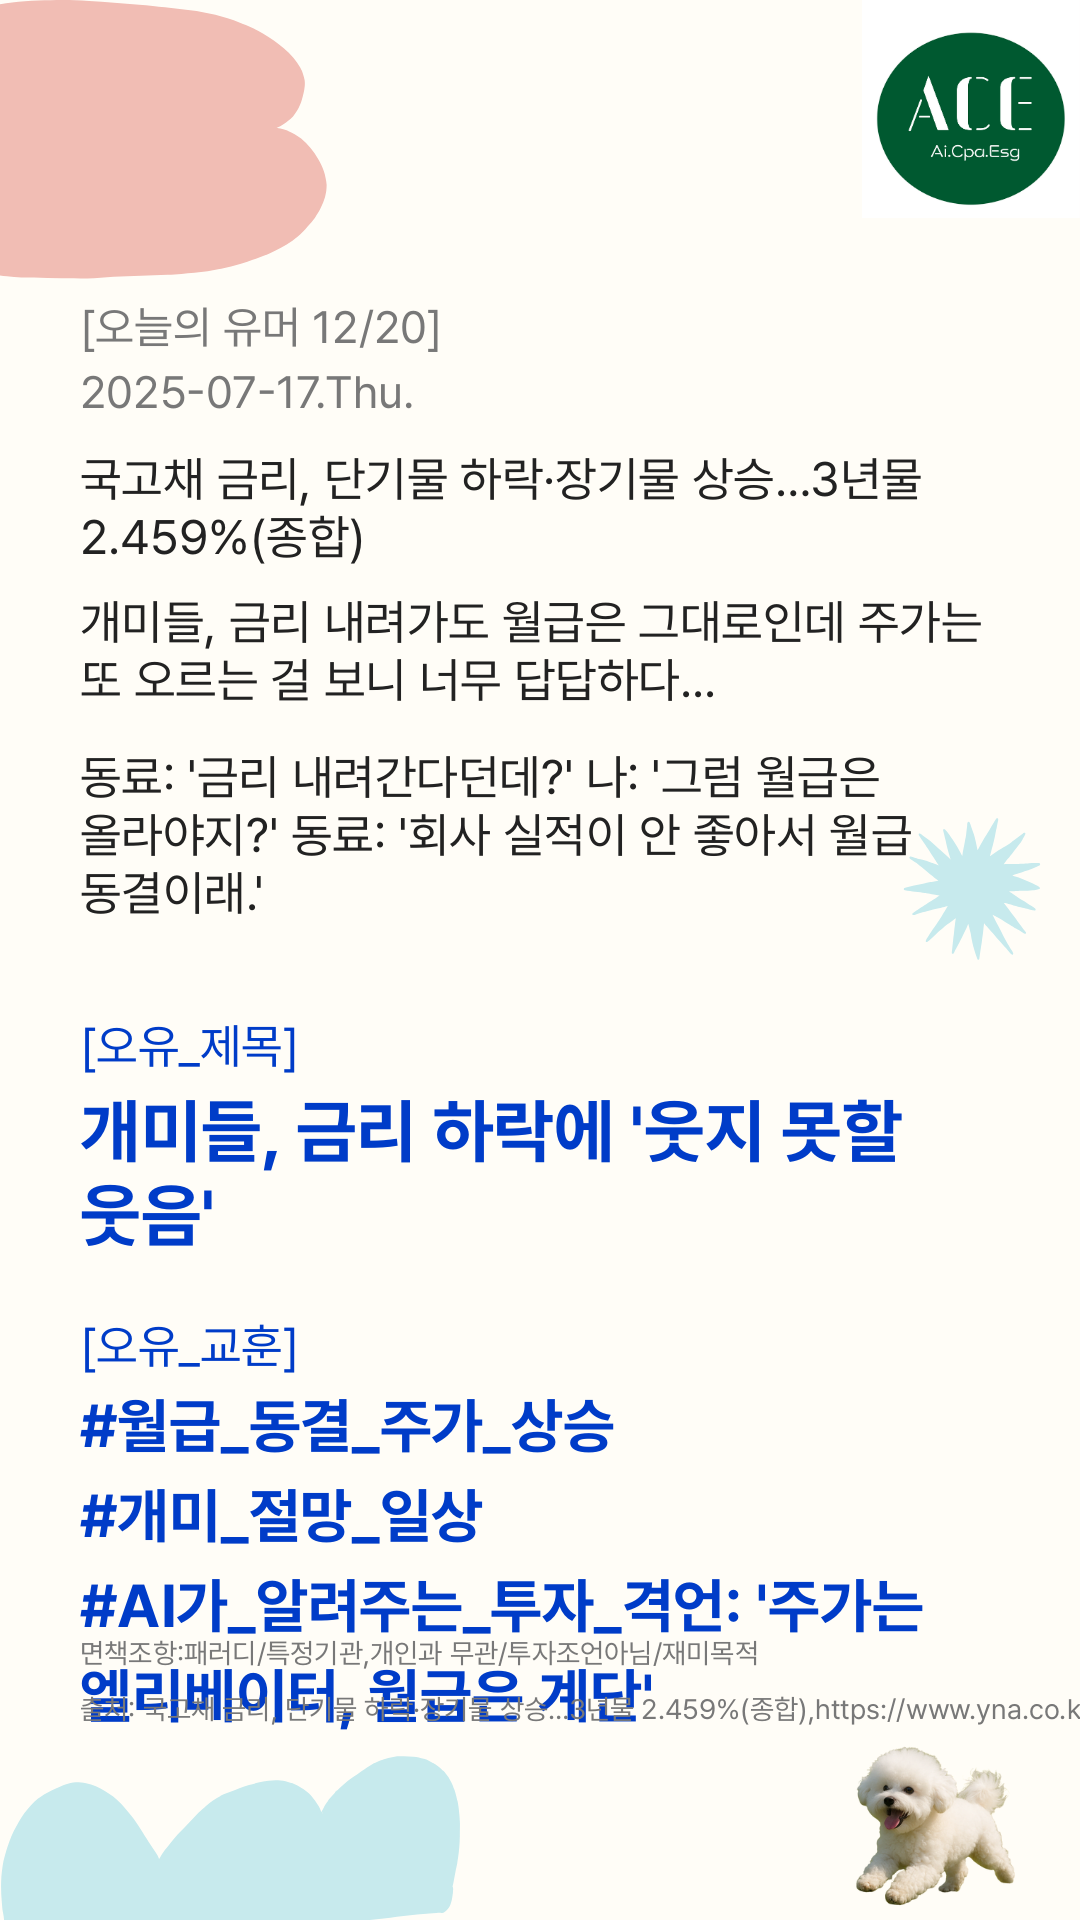 ACE
Ai.Cpa.Esg
[오늘의 유머 12/20]
2025-07-17.Thu.
국고채 금리, 단기물 하락·장기물 상승...3년물
2.459%(종합)
개미들, 금리 내려가도 월급은 그대로인데 주가는
또 오르는 걸 보니 너무 답답하다...
동료: '금리 내려간다던데?' 나: '그럼 월급은
올라야지?' 동료: '회사 실적이 안 좋아서 월급
동결이래.'
[오유_제목]
개미들, 금리 하락에 '웃지 못할
웃음'
[오유_교훈]
#월급_동결_주가_상승
#개미_절망_일상
#AI가_알려주는_투자_격언: '주가는
면책조항:패러디/특정기관,개인과 무관/투자조언아님/재미목적
엘리베이터, 월급은 계단'
출처: 국고채 금리, 단기물 하락·장기물 상승...3년물 2.459%(종합),https://www.yna.co.k